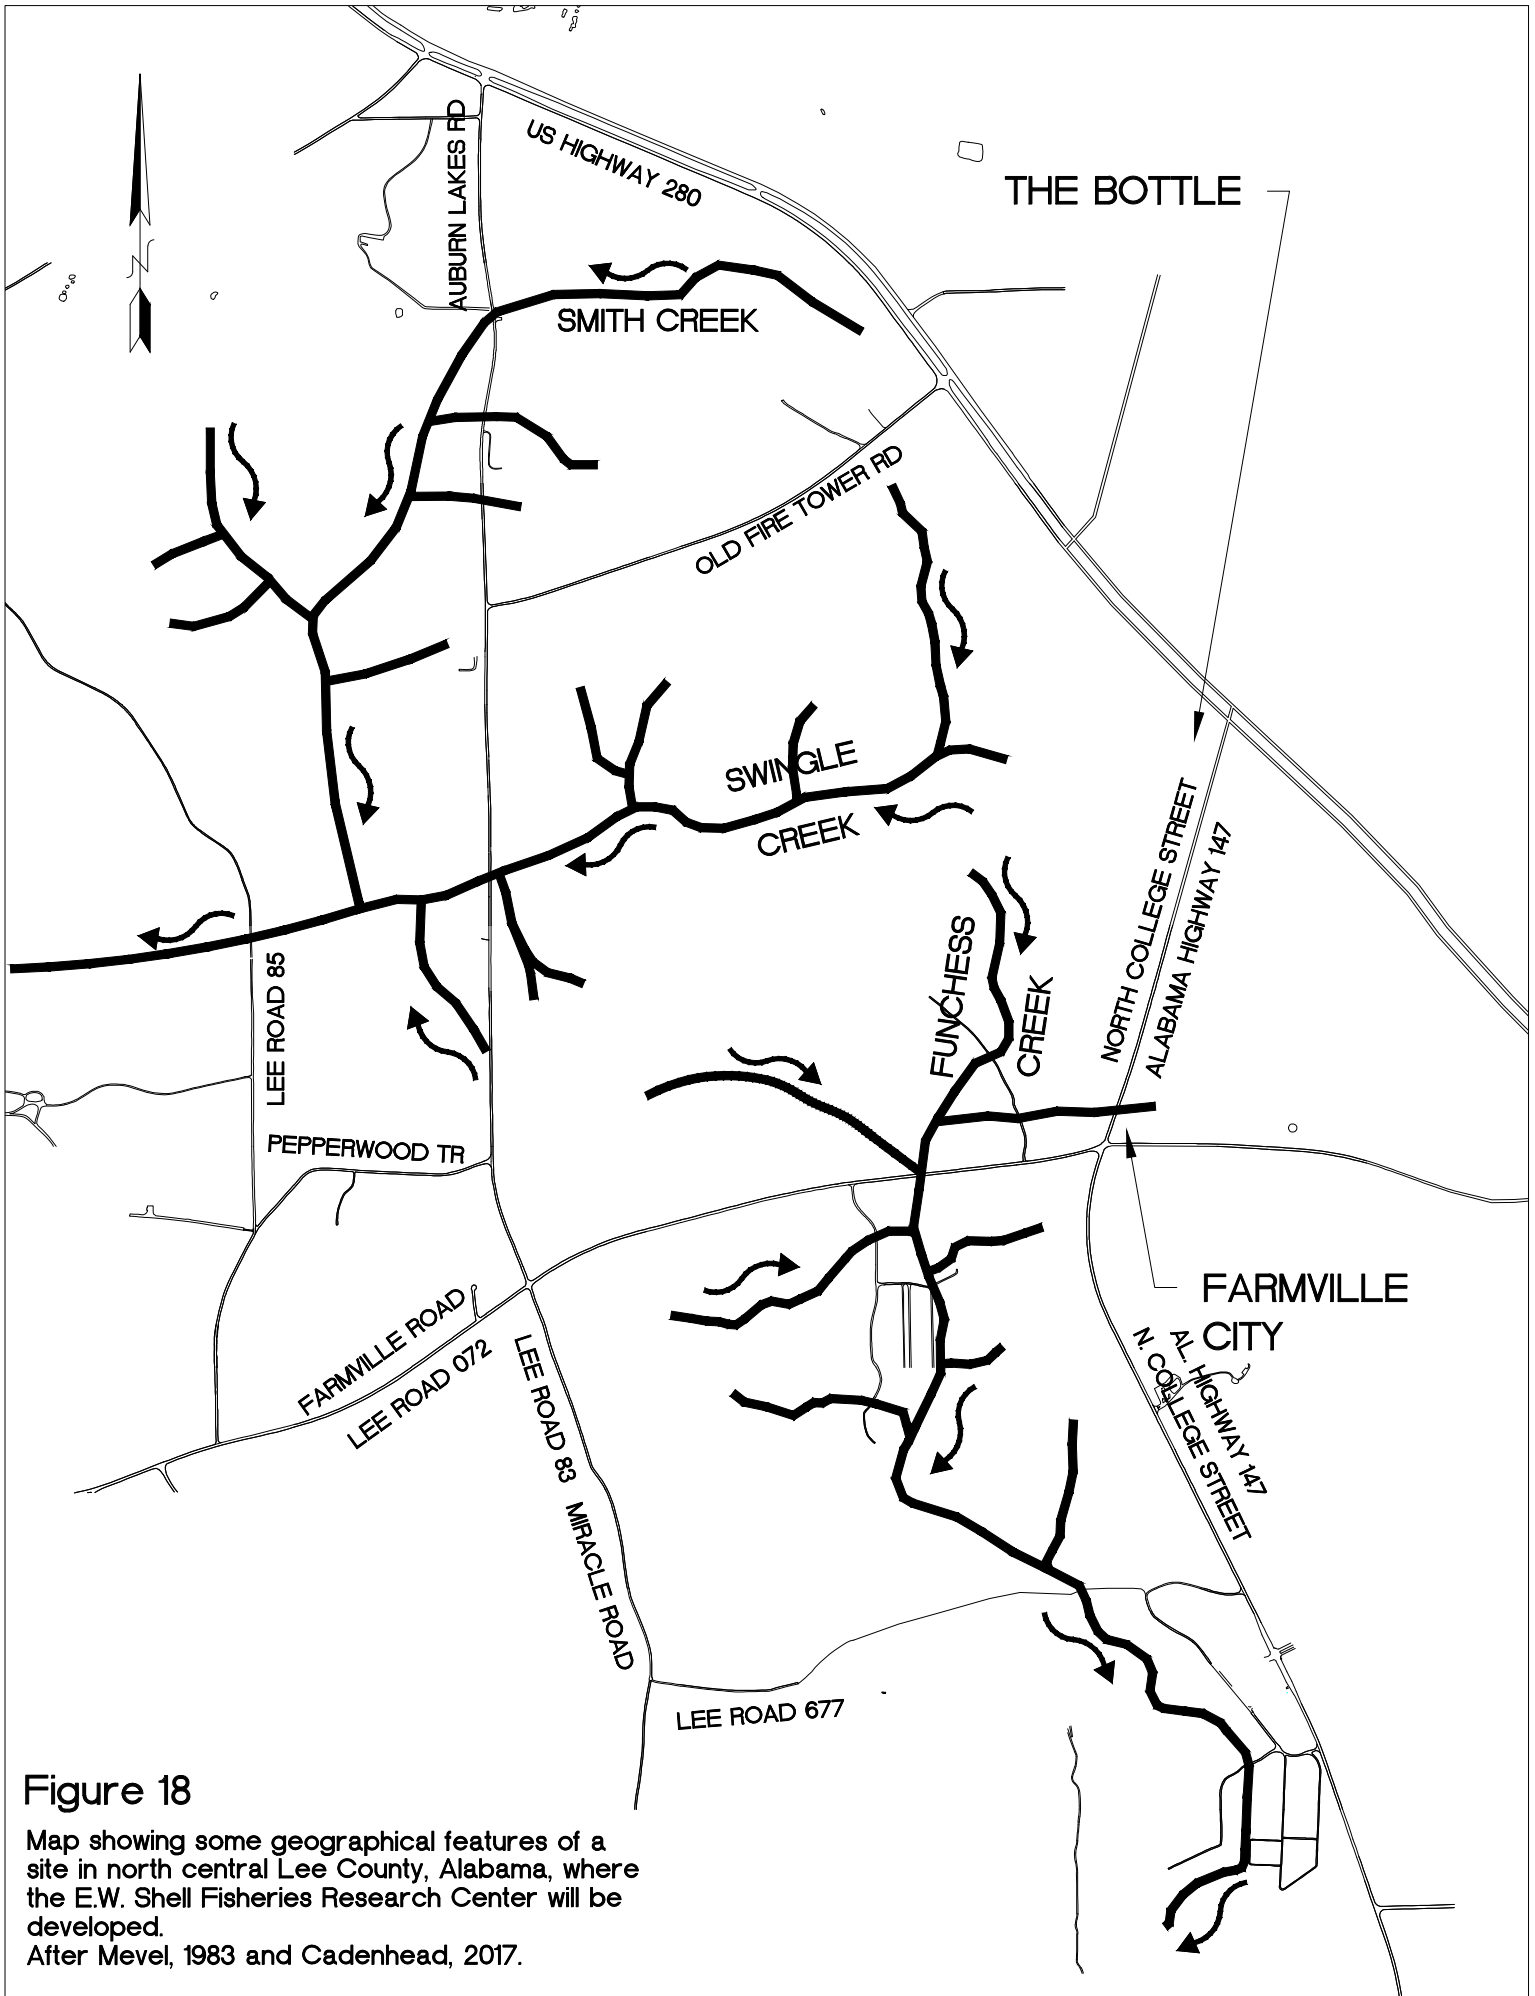 AUBURN LAKES RD
US HIGHWAY 280
THE BOTTLE
SMITH CREEK
OLD FIRE TOWER RD
SWINGLE
CREEK
NORTH COLLEGE STREET
ALABAMA HIGHWAY 147
FUNCHESS
CREEK
LEE ROAD 85
PEPPERWOOD TR
FARMVILLE
CITY
FARMVILLE ROAD
LEE ROAD 072
LEE ROAD 83 MIRACLE ROAD
AL. HIGHWAY 147
N. COLLEGE STREET
LEE ROAD 677
Figure 18
Map showing some geographical features of a
site in north central Lee County, Alabama, where
the E.W. Shell Fisheries Research Center will be
developed.
After Mevel, 1983 and Cadenhead, 2017.